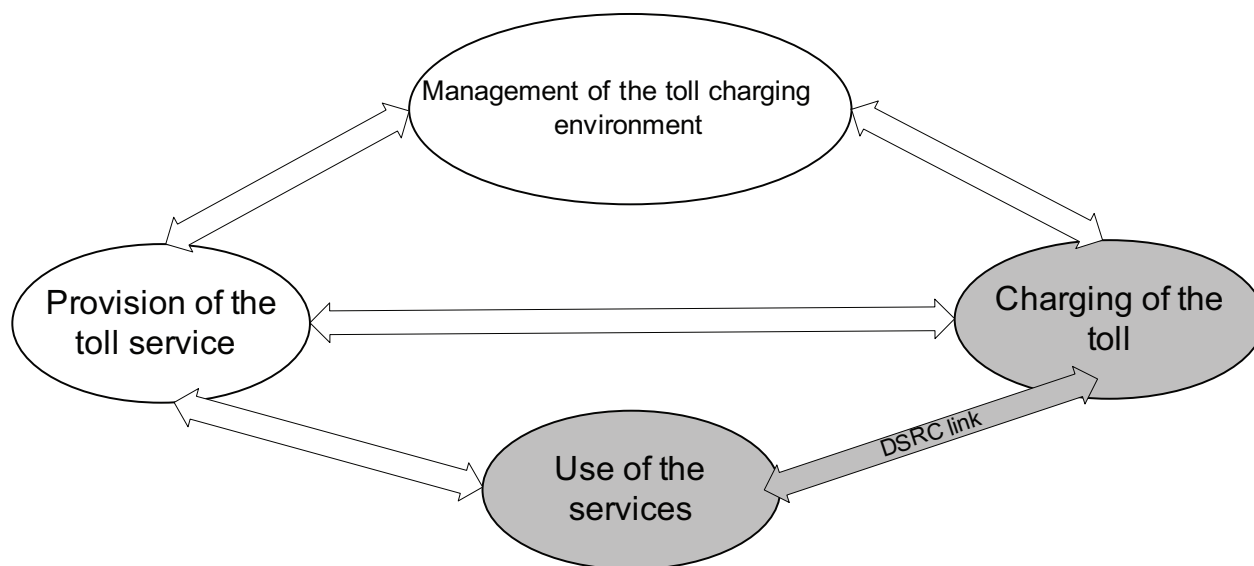 Management of the toll charging
environment
Provision of the
toll service
Charging of the
toll
DSRC link
Use of the
services